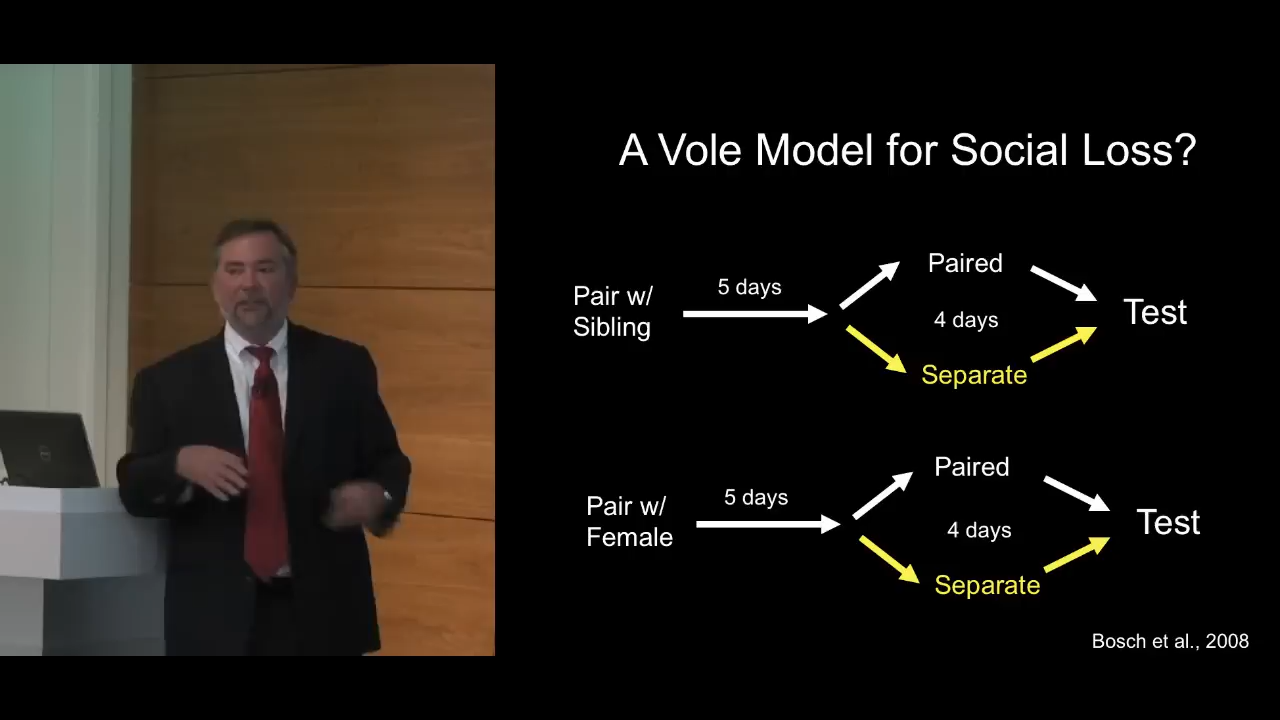 A Vole Model for Social Loss?
Pair w/
Sibling
5 days
Paired
4 days
Separate
Test
Pair w/
Female
5 days
Paired
4 days
Separate
Test
Bosch et al., 2008